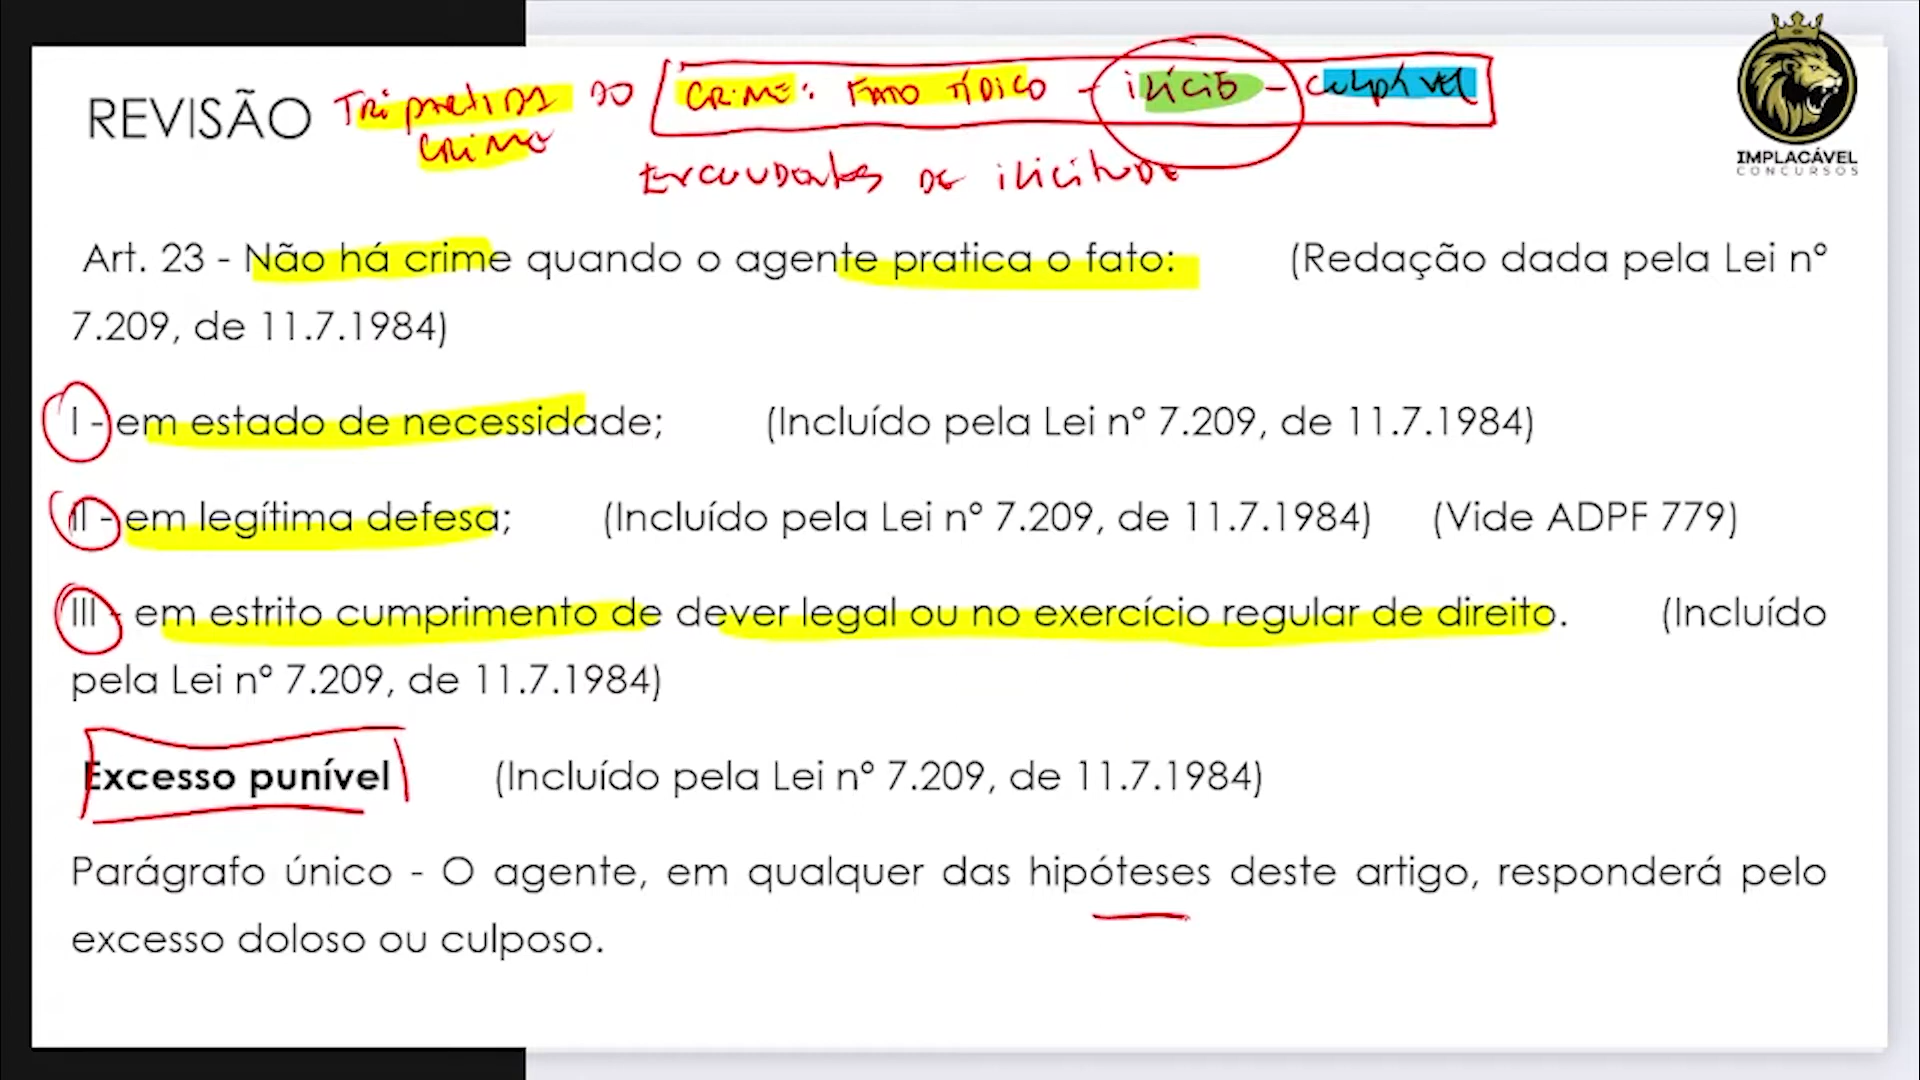 REVISÃO TRIPARTIDA DO CRIME: FATO TÍPICO - ilícito - culpável
CRIME
Excludentes de ilicitude
IMPLACÁVEL
CONCURSOS
Art. 23 - Não há crime quando o agente pratica o fato: (Redação dada pela Lei nº
7.209, de 11.7.1984)
I - em estado de necessidade; (Incluído pela Lei nº 7.209, de 11.7.1984)
II - em legítima defesa; (Incluído pela Lei nº 7.209, de 11.7.1984) (Vide ADPF 779)
III - em estrito cumprimento de dever legal ou no exercício regular de direito. (Incluído
pela Lei nº 7.209, de 11.7.1984)
Excesso punível (Incluído pela Lei nº 7.209, de 11.7.1984)
Parágrafo único - O agente, em qualquer das hipóteses deste artigo, responderá pelo
excesso doloso ou culposo.